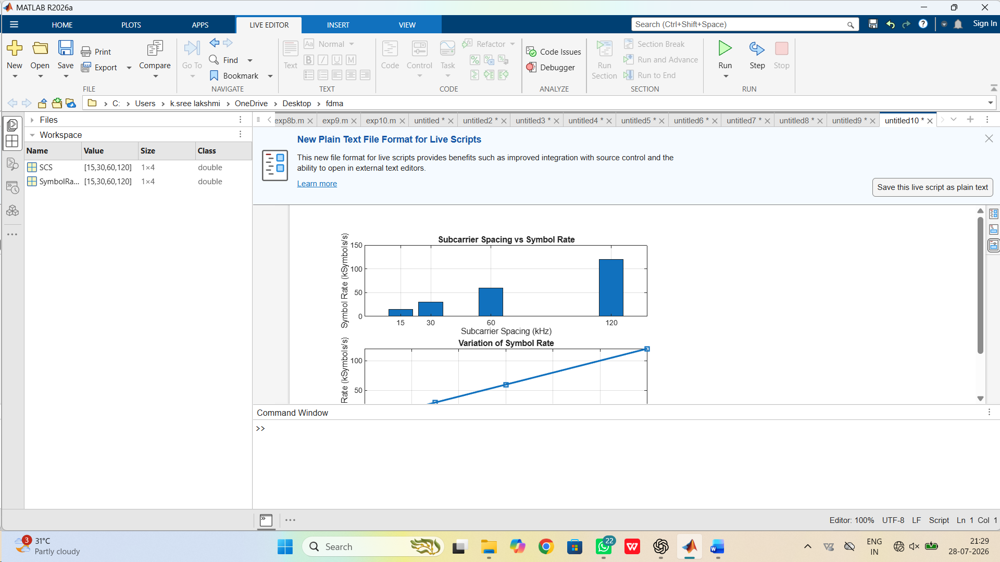 MATLAB R2026a
HOME PLOTS APPS LIVE EDITOR INSERT VIEW
Search (Ctrl+Shift+Space)
Sign In
New Open Save Print Export Compare
FILE
Go To Find Bookmark
NAVIGATE
Text Aa Normal B I U M
TEXT
Code Control Task Refactor
CODE
Code Issues
Debugger
ANALYZE
Run Section
Section Break
Run and Advance
Run to End
SECTION
Run Step Stop
RUN
C: Users k.sree lakshmi OneDrive Desktop fdma
Files
Workspace
Name Value Size Class
SCS [15,30,60,120] 1×4 double
SymbolRa... [15,30,60,120] 1×4 double
exp8b.m exp9.m exp10.m untitled * untitled2 * untitled3 * untitled4 * untitled5 * untitled6 * untitled7 * untitled8 * untitled9 * untitled10 *
New Plain Text File Format for Live Scripts
This new file format for live scripts provides benefits such as improved integration with source control and the
ability to open in external text editors.
Learn more
Save this live script as plain text
Subcarrier Spacing vs Symbol Rate
Symbol Rate (kSymbols/s)
150
100
50
0
15 30 60 120
Subcarrier Spacing (kHz)
Variation of Symbol Rate
Rate (kSymbols/s)
100
50
Command Window
>>
Editor: 100% UTF-8 LF Script Ln 1 Col 1
3
31°C
Partly cloudy
Search
22
ENG
IN
21:29
28-07-2026